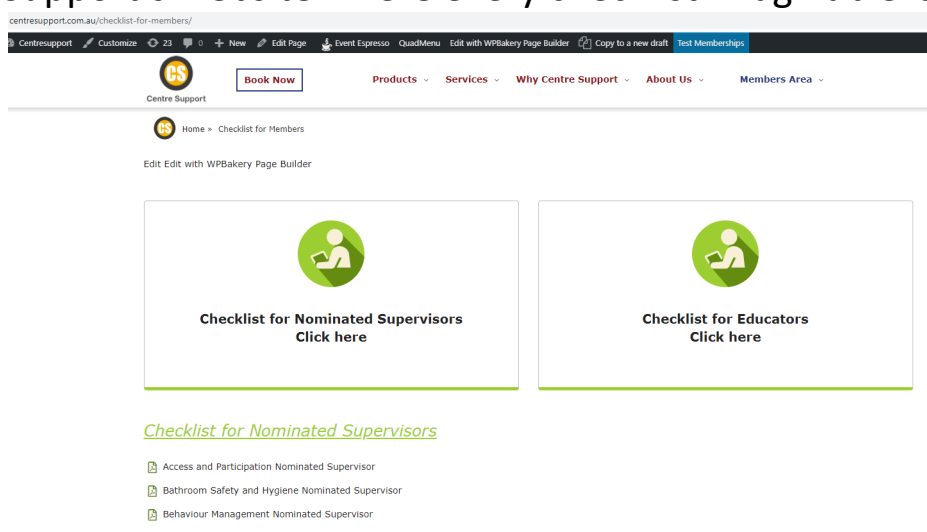 centresupport.com.au/checklist-for-members/
Centresupport Customize 23 0 + New Edit Page Event Espresso QuadMenu Edit with WPBakery Page Builder Copy to a new draft Test Memberships
CS
Centre Support
Book Now Products Services Why Centre Support About Us Members Area
CS Home » Checklist for Members
Edit Edit with WPBakery Page Builder
Checklist for Nominated Supervisors
Click here
Checklist for Educators
Click here
Checklist for Nominated Supervisors
Access and Participation Nominated Supervisor
Bathroom Safety and Hygiene Nominated Supervisor
Behaviour Management Nominated Supervisor